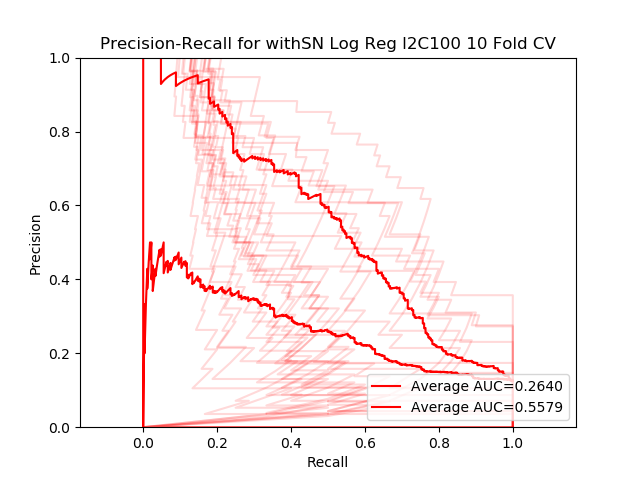 Precision-Recall for withSN Log Reg l2C100 10 Fold CV
1.0
0.8
0.6
0.4
0.2
0.0
Precision
0.0 0.2 0.4 0.6 0.8 1.0
Recall
Average AUC=0.2640
Average AUC=0.5579